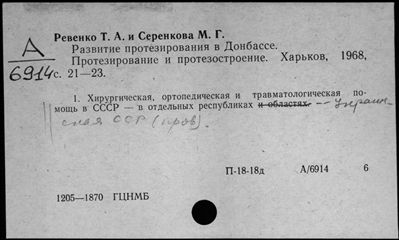 Ревенко Т. А. и Серенкова М. Г.
А
6914
Развитие протезирования в Донбассе.
Протезирование и протезостроение. Харьков, 1968,
с. 21—23.
1. Хирургическая, ортопедическая и травматологическая по-
мощь в СССР — в отдельных республиках и областях. -- Украин-
ская ССР (пров).
П-18-18д А/6914 6
1205—1870 ГЦНМБ